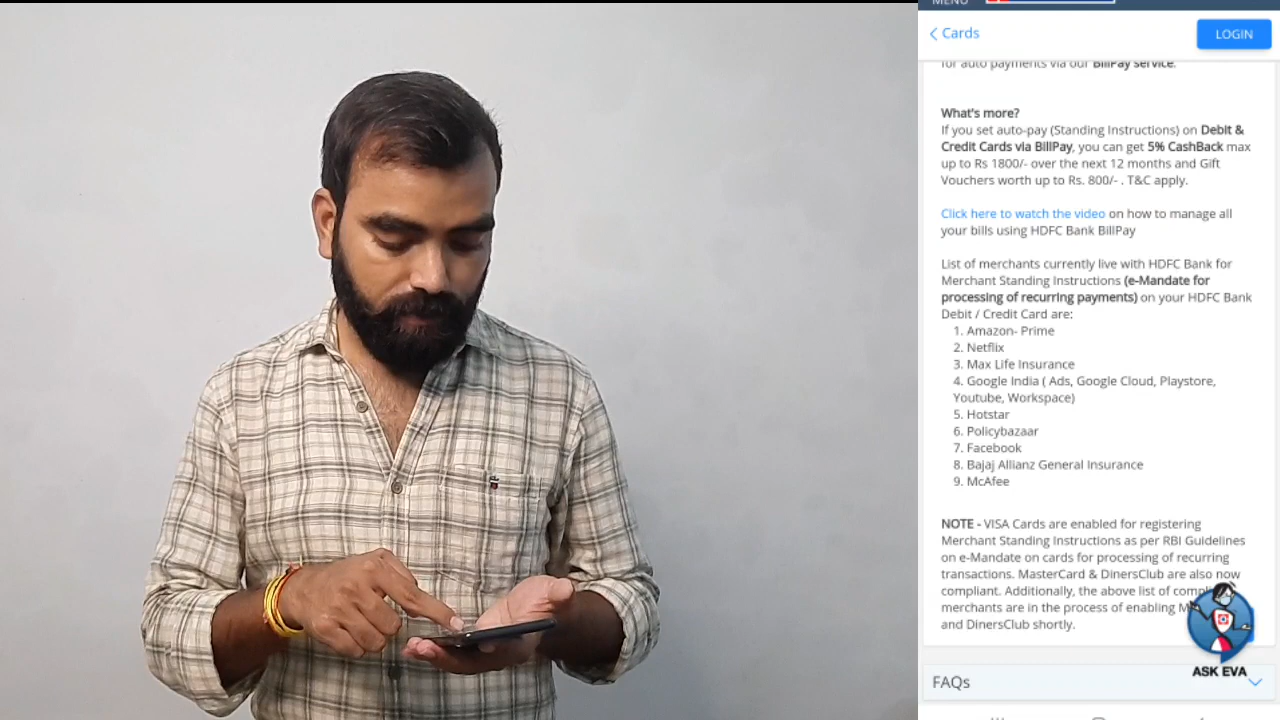 MENU
Cards
LOGIN
for auto payments via our BillPay service.
What's more?
If you set auto-pay (Standing Instructions) on Debit &
Credit Cards via BillPay, you can get 5% CashBack max
up to Rs 1800/- over the next 12 months and Gift
Vouchers worth up to Rs. 800/- . T&C apply.
Click here to watch the video on how to manage all
your bills using HDFC Bank BillPay
List of merchants currently live with HDFC Bank for
Merchant Standing Instructions (e-Mandate for
processing of recurring payments) on your HDFC Bank
Debit / Credit Card are:
1. Amazon- Prime
2. Netflix
3. Max Life Insurance
4. Google India ( Ads, Google Cloud, Playstore,
Youtube, Workspace)
5. Hotstar
6. Policybazaar
7. Facebook
8. Bajaj Allianz General Insurance
9. McAfee
NOTE - VISA Cards are enabled for registering
Merchant Standing Instructions as per RBI Guidelines
on e-Mandate on cards for processing of recurring
transactions. MasterCard & DinersClub are also now
compliant. Additionally, the above list of
merchants are in the process of enabling
and DinersClub shortly.
ASK EVA
FAQs